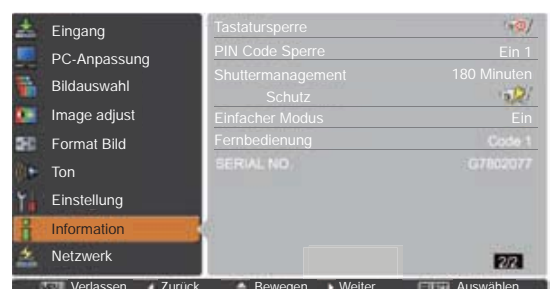 Eingang
PC-Anpassung
Bildauswahl
Image adjust
Format Bild
Ton
Einstellung
Information
Netzwerk
Tastatursperre
PIN Code Sperre Ein 1
Shuttermanagement 180 Minuten
Schutz
Einfacher Modus Ein
Fernbedienung Code 1
SERIAL NO. G7802077
2/2
Verlassen Zurück Bewegen Weiter Auswählen